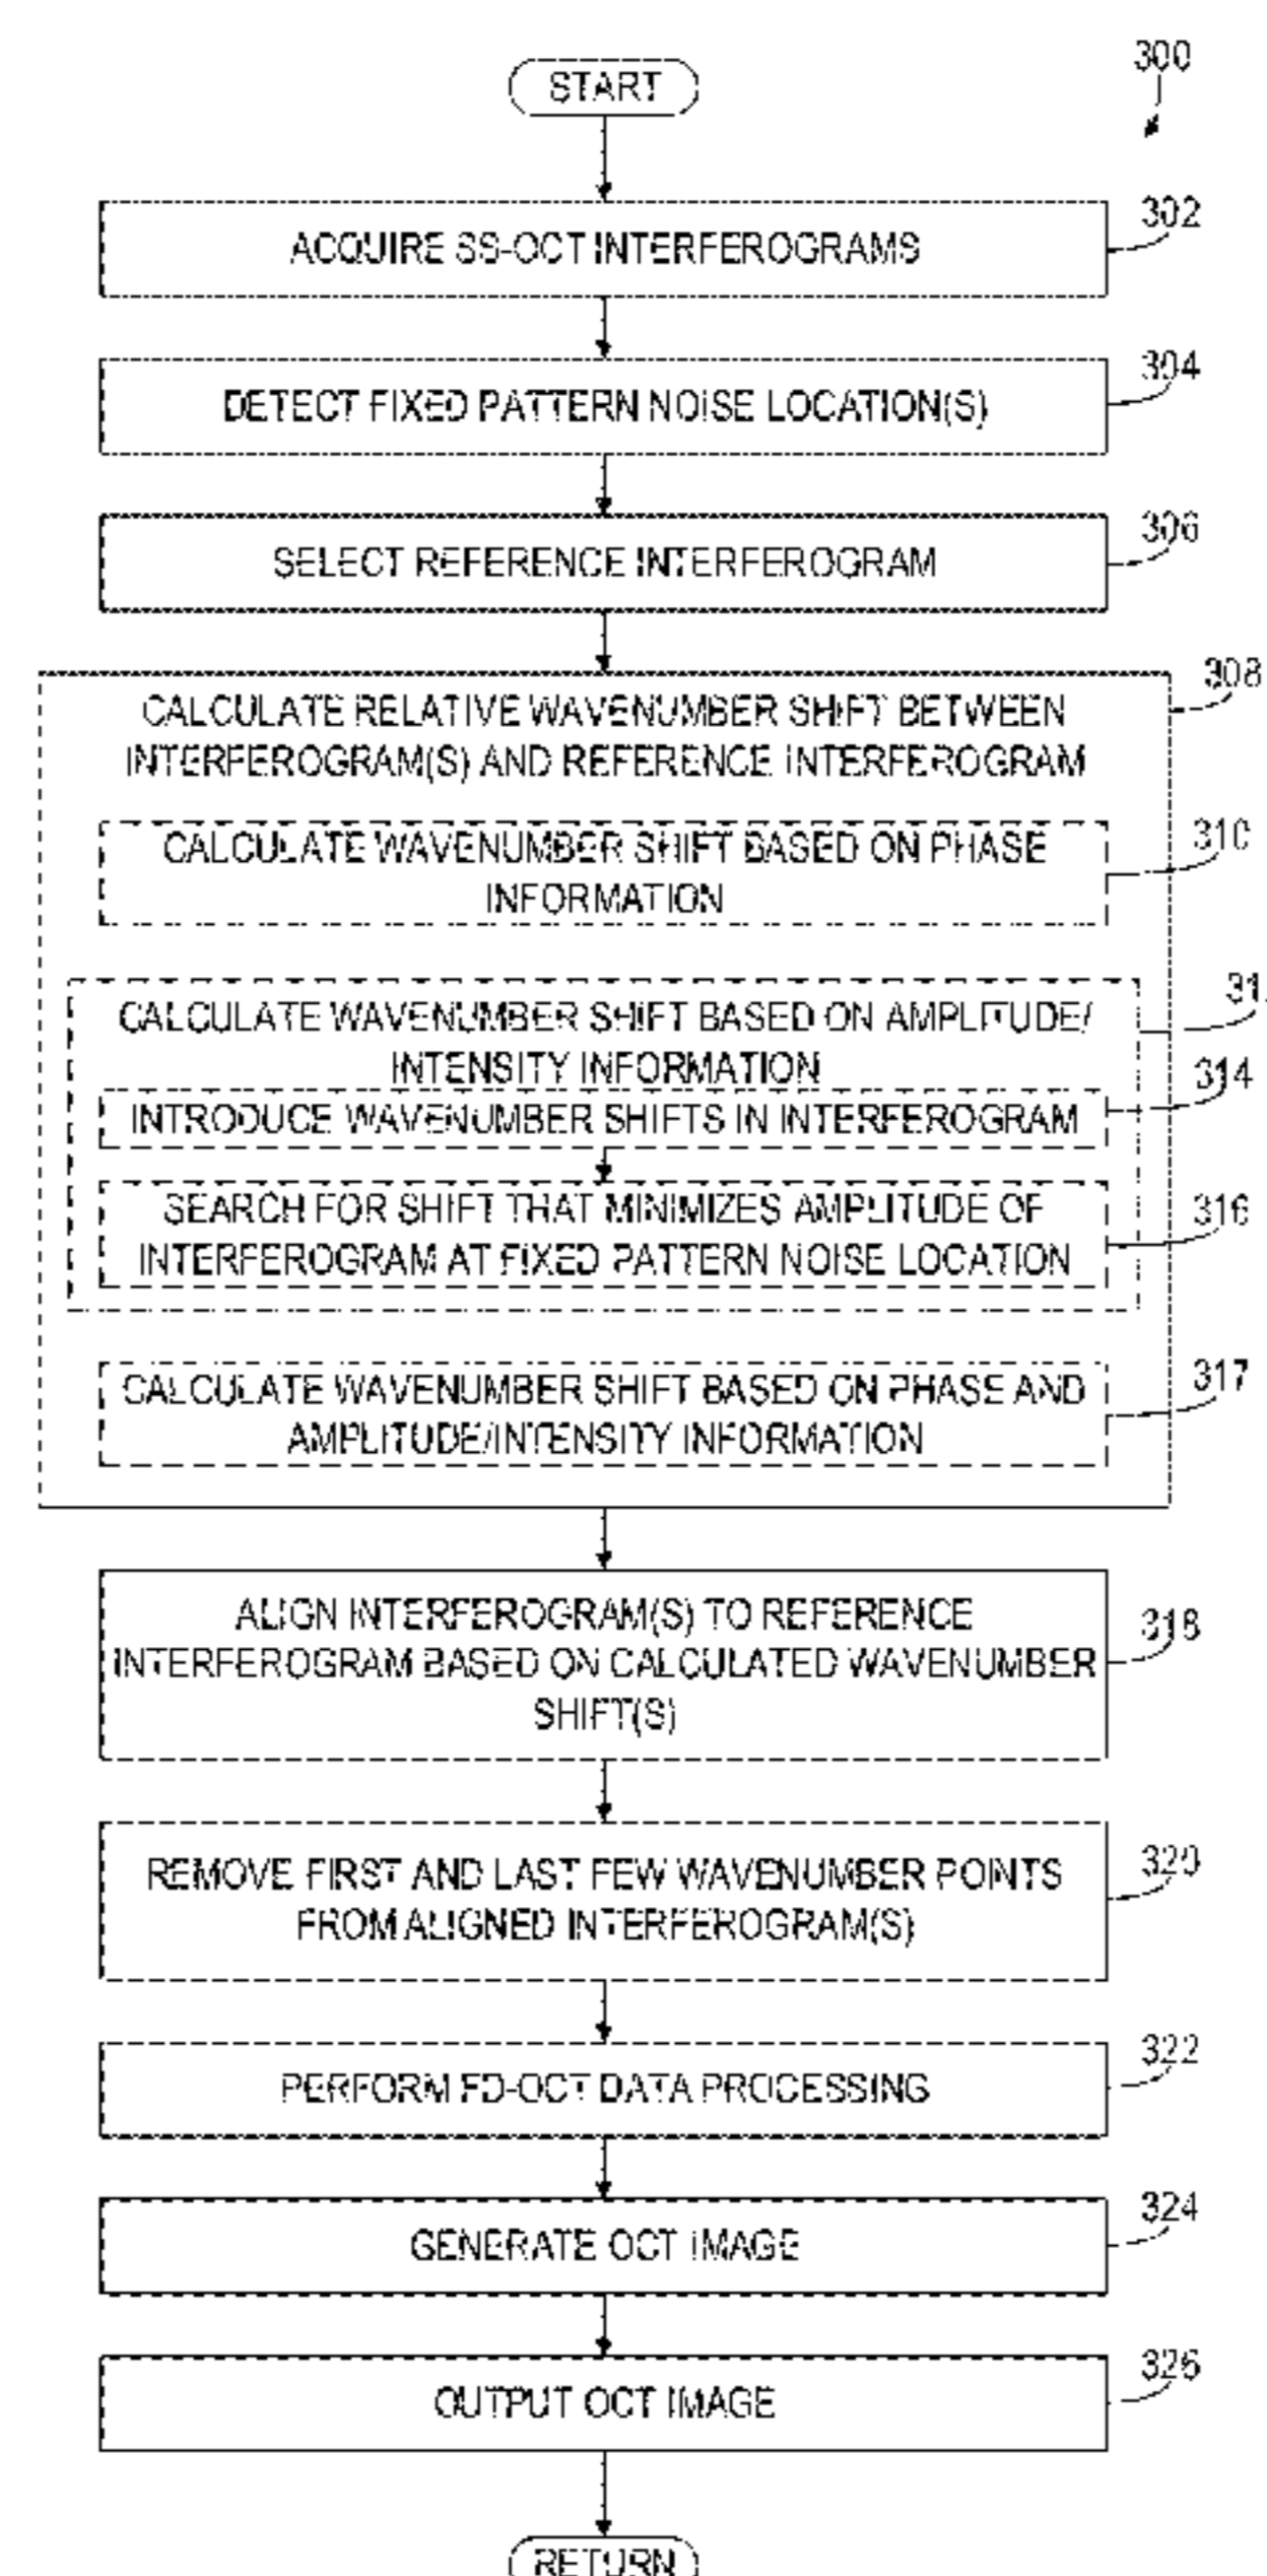 300
START
302
ACQUIRE SS-OCT INTERFEROGRAMS
304
DETECT FIXED PATTERN NOISE LOCATION(S)
306
SELECT REFERENCE INTERFEROGRAM
308
CALCULATE RELATIVE WAVENUMBER SHIFT BETWEEN
INTERFEROGRAM(S) AND REFERENCE INTERFEROGRAM
310
CALCULATE WAVENUMBER SHIFT BASED ON PHASE
INFORMATION
CALCULATE WAVENUMBER SHIFT BASED ON AMPLITUDE/
INTENSITY INFORMATION
314
INTRODUCE WAVENUMBER SHIFTS IN INTERFEROGRAM
316
SEARCH FOR SHIFT THAT MINIMIZES AMPLITUDE OF
INTERFEROGRAM AT FIXED PATTERN NOISE LOCATION
317
CALCULATE WAVENUMBER SHIFT BASED ON PHASE AND
AMPLITUDE/INTENSITY INFORMATION
318
ALIGN INTERFEROGRAM(S) TO REFERENCE
INTERFEROGRAM BASED ON CALCULATED WAVENUMBER
SHIFT(S)
320
REMOVE FIRST AND LAST FEW WAVENUMBER POINTS
FROM ALIGNED INTERFEROGRAM(S)
322
PERFORM FD-OCT DATA PROCESSING
324
GENERATE OCT IMAGE
326
OUTPUT OCT IMAGE
RETURN